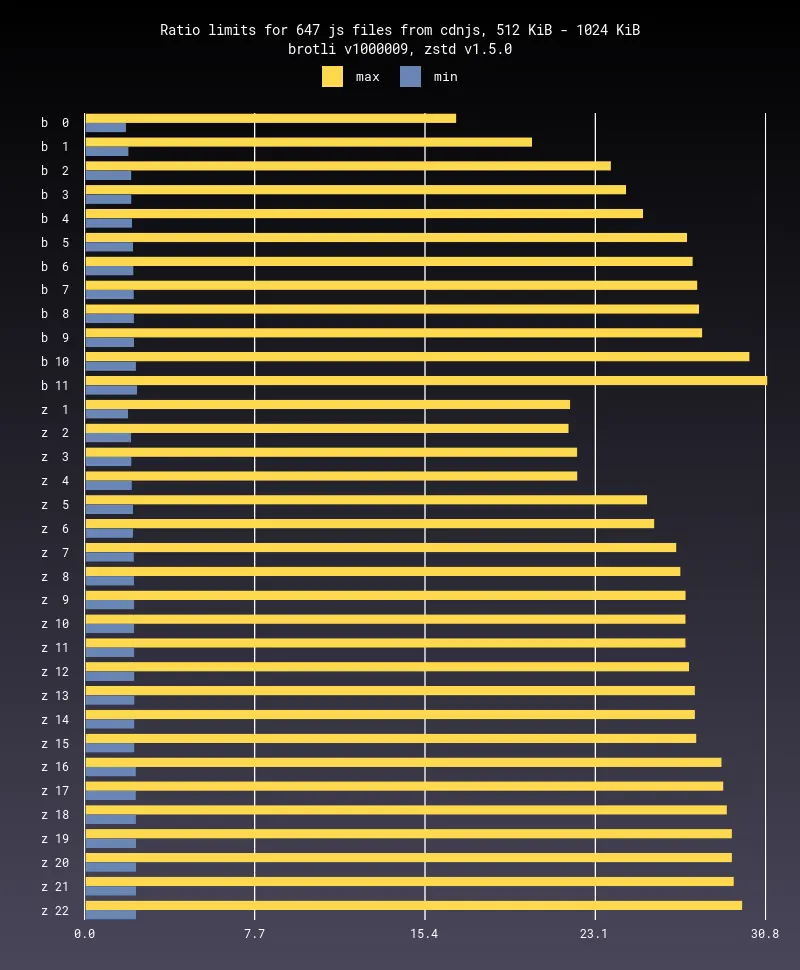 Ratio limits for 647 js files from cdnjs, 512 KiB - 1024 KiB
brotli v1000009, zstd v1.5.0
max min
b 0
b 1
b 2
b 3
b 4
b 5
b 6
b 7
b 8
b 9
b 10
b 11
z 1
z 2
z 3
z 4
z 5
z 6
z 7
z 8
z 9
z 10
z 11
z 12
z 13
z 14
z 15
z 16
z 17
z 18
z 19
z 20
z 21
z 22
0.0 7.7 15.4 23.1 30.8